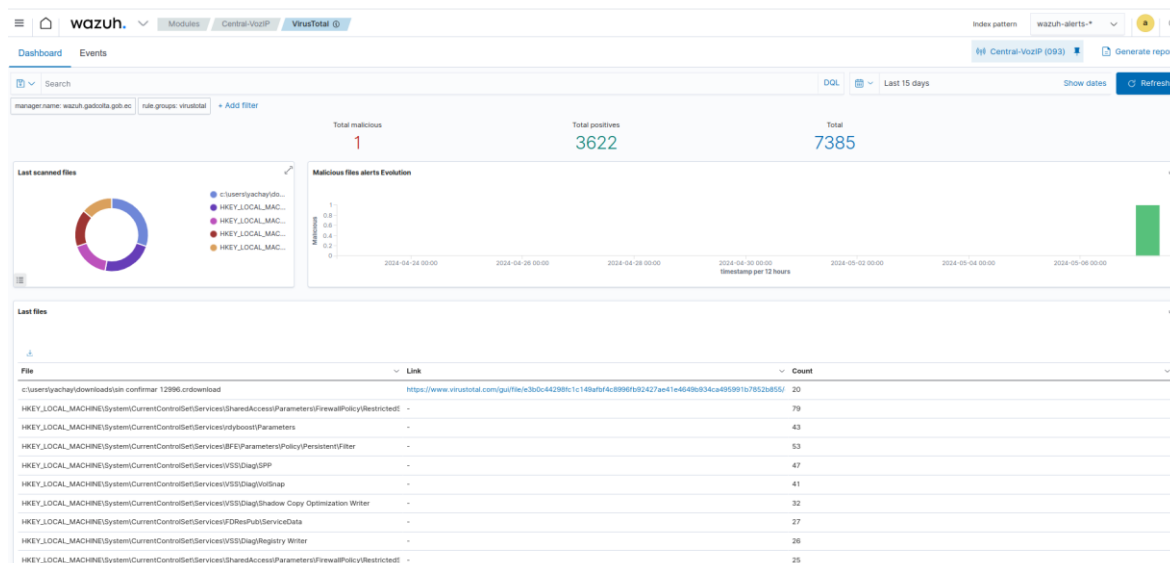 wazuh. Modules Central-VozIP VirusTotal Index pattern wazuh-alerts-* a
Dashboard Events Central-VozIP (093) Generate repo
Search DQL Last 15 days Show dates Refresh
manager.name: wazuh.gadcolta.gob.ec rule.groups: virustotal + Add filter
Total malicious Total positives Total
1 3622 7385
Last scanned files
c:\users\yachay\do...
HKEY_LOCAL_MAC...
HKEY_LOCAL_MAC...
HKEY_LOCAL_MAC...
HKEY_LOCAL_MAC...
Malicious files alerts Evolution
Malicious
1
0.8
0.6
0.4
0.2
0
2024-04-24 00:00 2024-04-26 00:00 2024-04-28 00:00 2024-04-30 00:00 2024-05-02 00:00 2024-05-04 00:00 2024-05-06 00:00
timestamp per 12 hours
Last files
File Link Count
c:\users\yachay\downloads\sin confirmar 12996.crdownload https://www.virustotal.com/gui/file/e3b0c44298fc1c149afbf4c8996fb92427ae41e4649b934ca495991b7852b855/ 20
HKEY_LOCAL_MACHINE\System\CurrentControlSet\Services\SharedAccess\Parameters\FirewallPolicy\RestrictedS - 79
HKEY_LOCAL_MACHINE\System\CurrentControlSet\Services\rdyboost\Parameters - 43
HKEY_LOCAL_MACHINE\System\CurrentControlSet\Services\BFE\Parameters\Policy\Persistent\Filter - 53
HKEY_LOCAL_MACHINE\System\CurrentControlSet\Services\VSS\Diag\SPP - 47
HKEY_LOCAL_MACHINE\System\CurrentControlSet\Services\VSS\Diag\VolSnap - 41
HKEY_LOCAL_MACHINE\System\CurrentControlSet\Services\VSS\Diag\Shadow Copy Optimization Writer - 32
HKEY_LOCAL_MACHINE\System\CurrentControlSet\Services\FDResPub\ServiceData - 27
HKEY_LOCAL_MACHINE\System\CurrentControlSet\Services\VSS\Diag\Registry Writer - 26
HKEY_LOCAL_MACHINE\System\CurrentControlSet\Services\SharedAccess\Parameters\FirewallPolicy\RestrictedS - 25